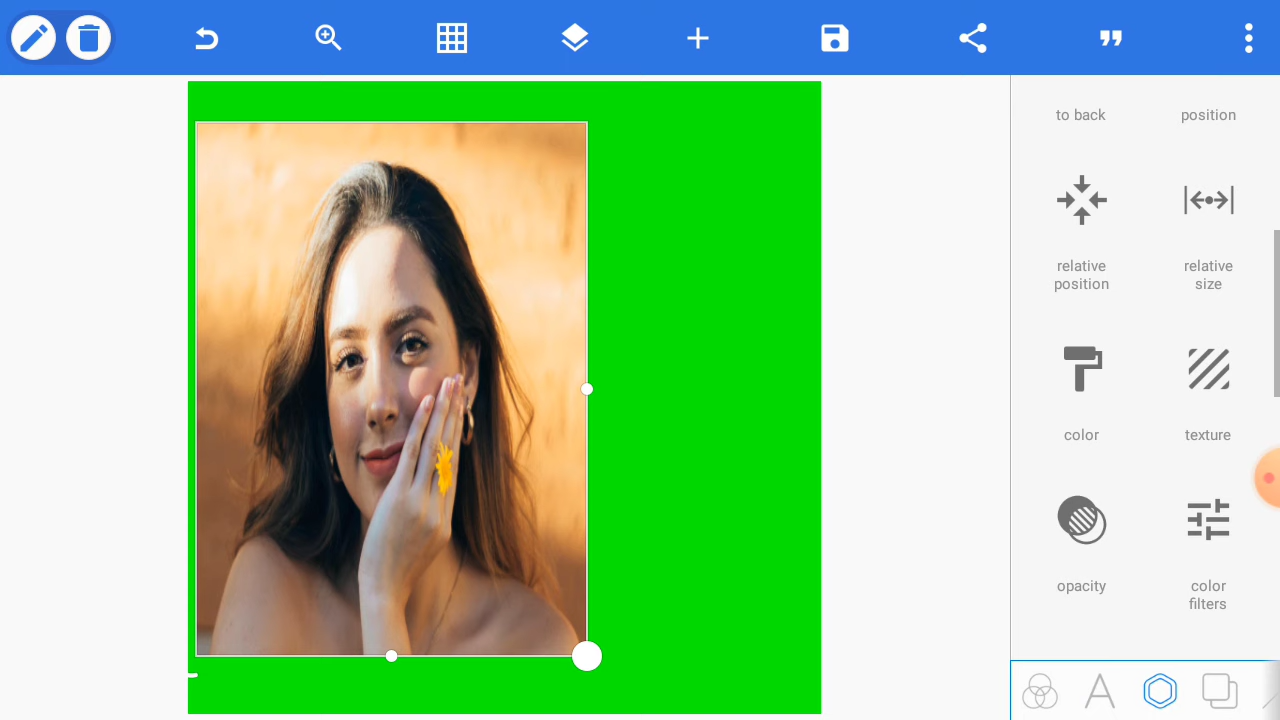 to back
position
relative
position
relative
size
color
texture
opacity
color
filters